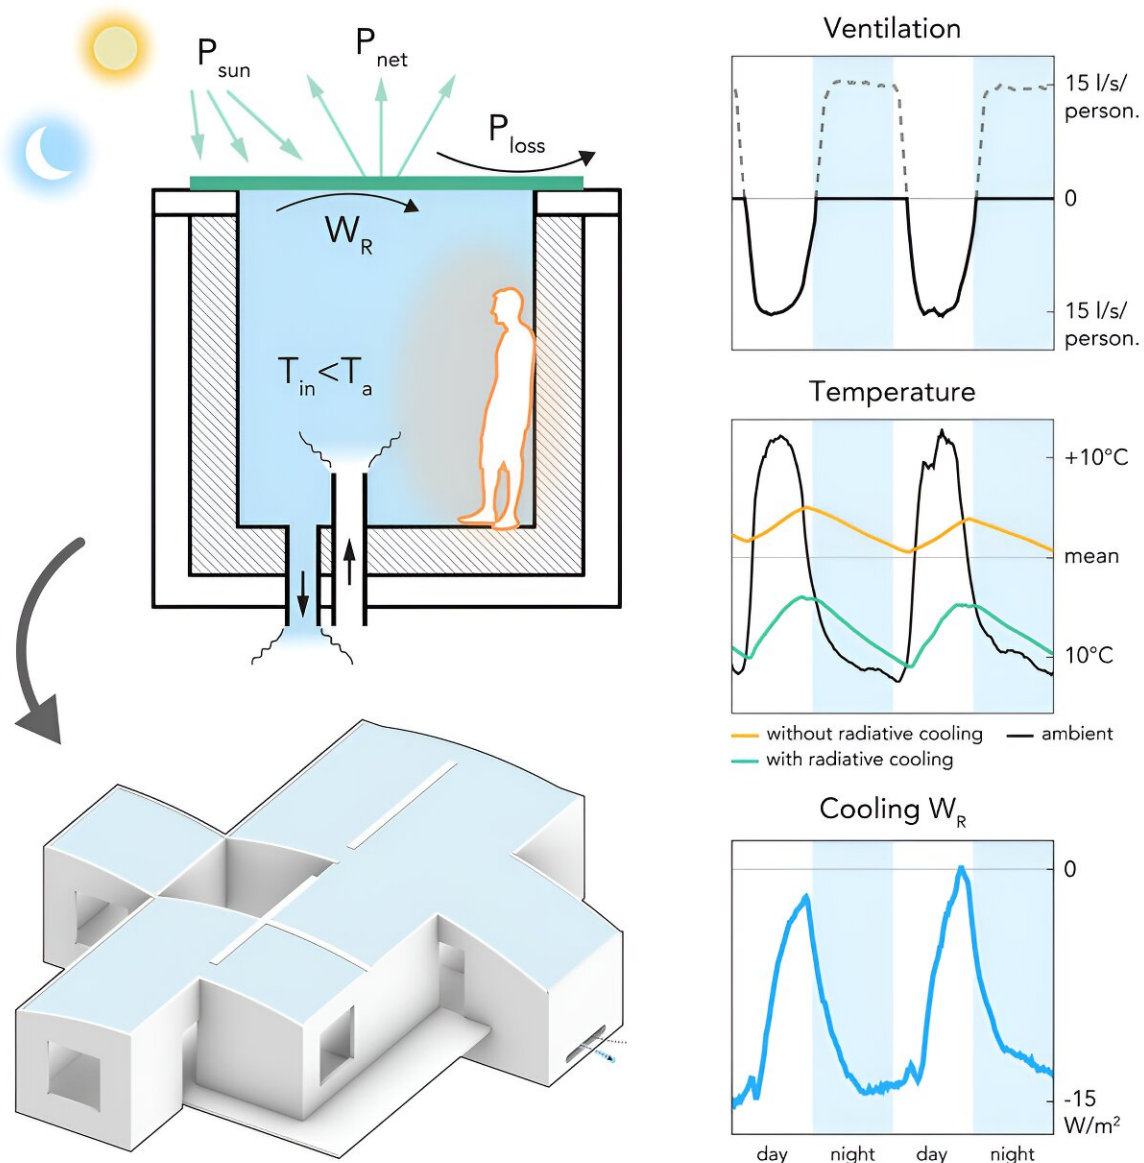 P sun
P net
P loss
W R
T in < T a
Ventilation
15 l/s/
person.
0
15 l/s/
person.
Temperature
+10°C
mean
10°C
without radiative cooling
ambient
with radiative cooling
Cooling W R
0
-15
W/m²
day night day night